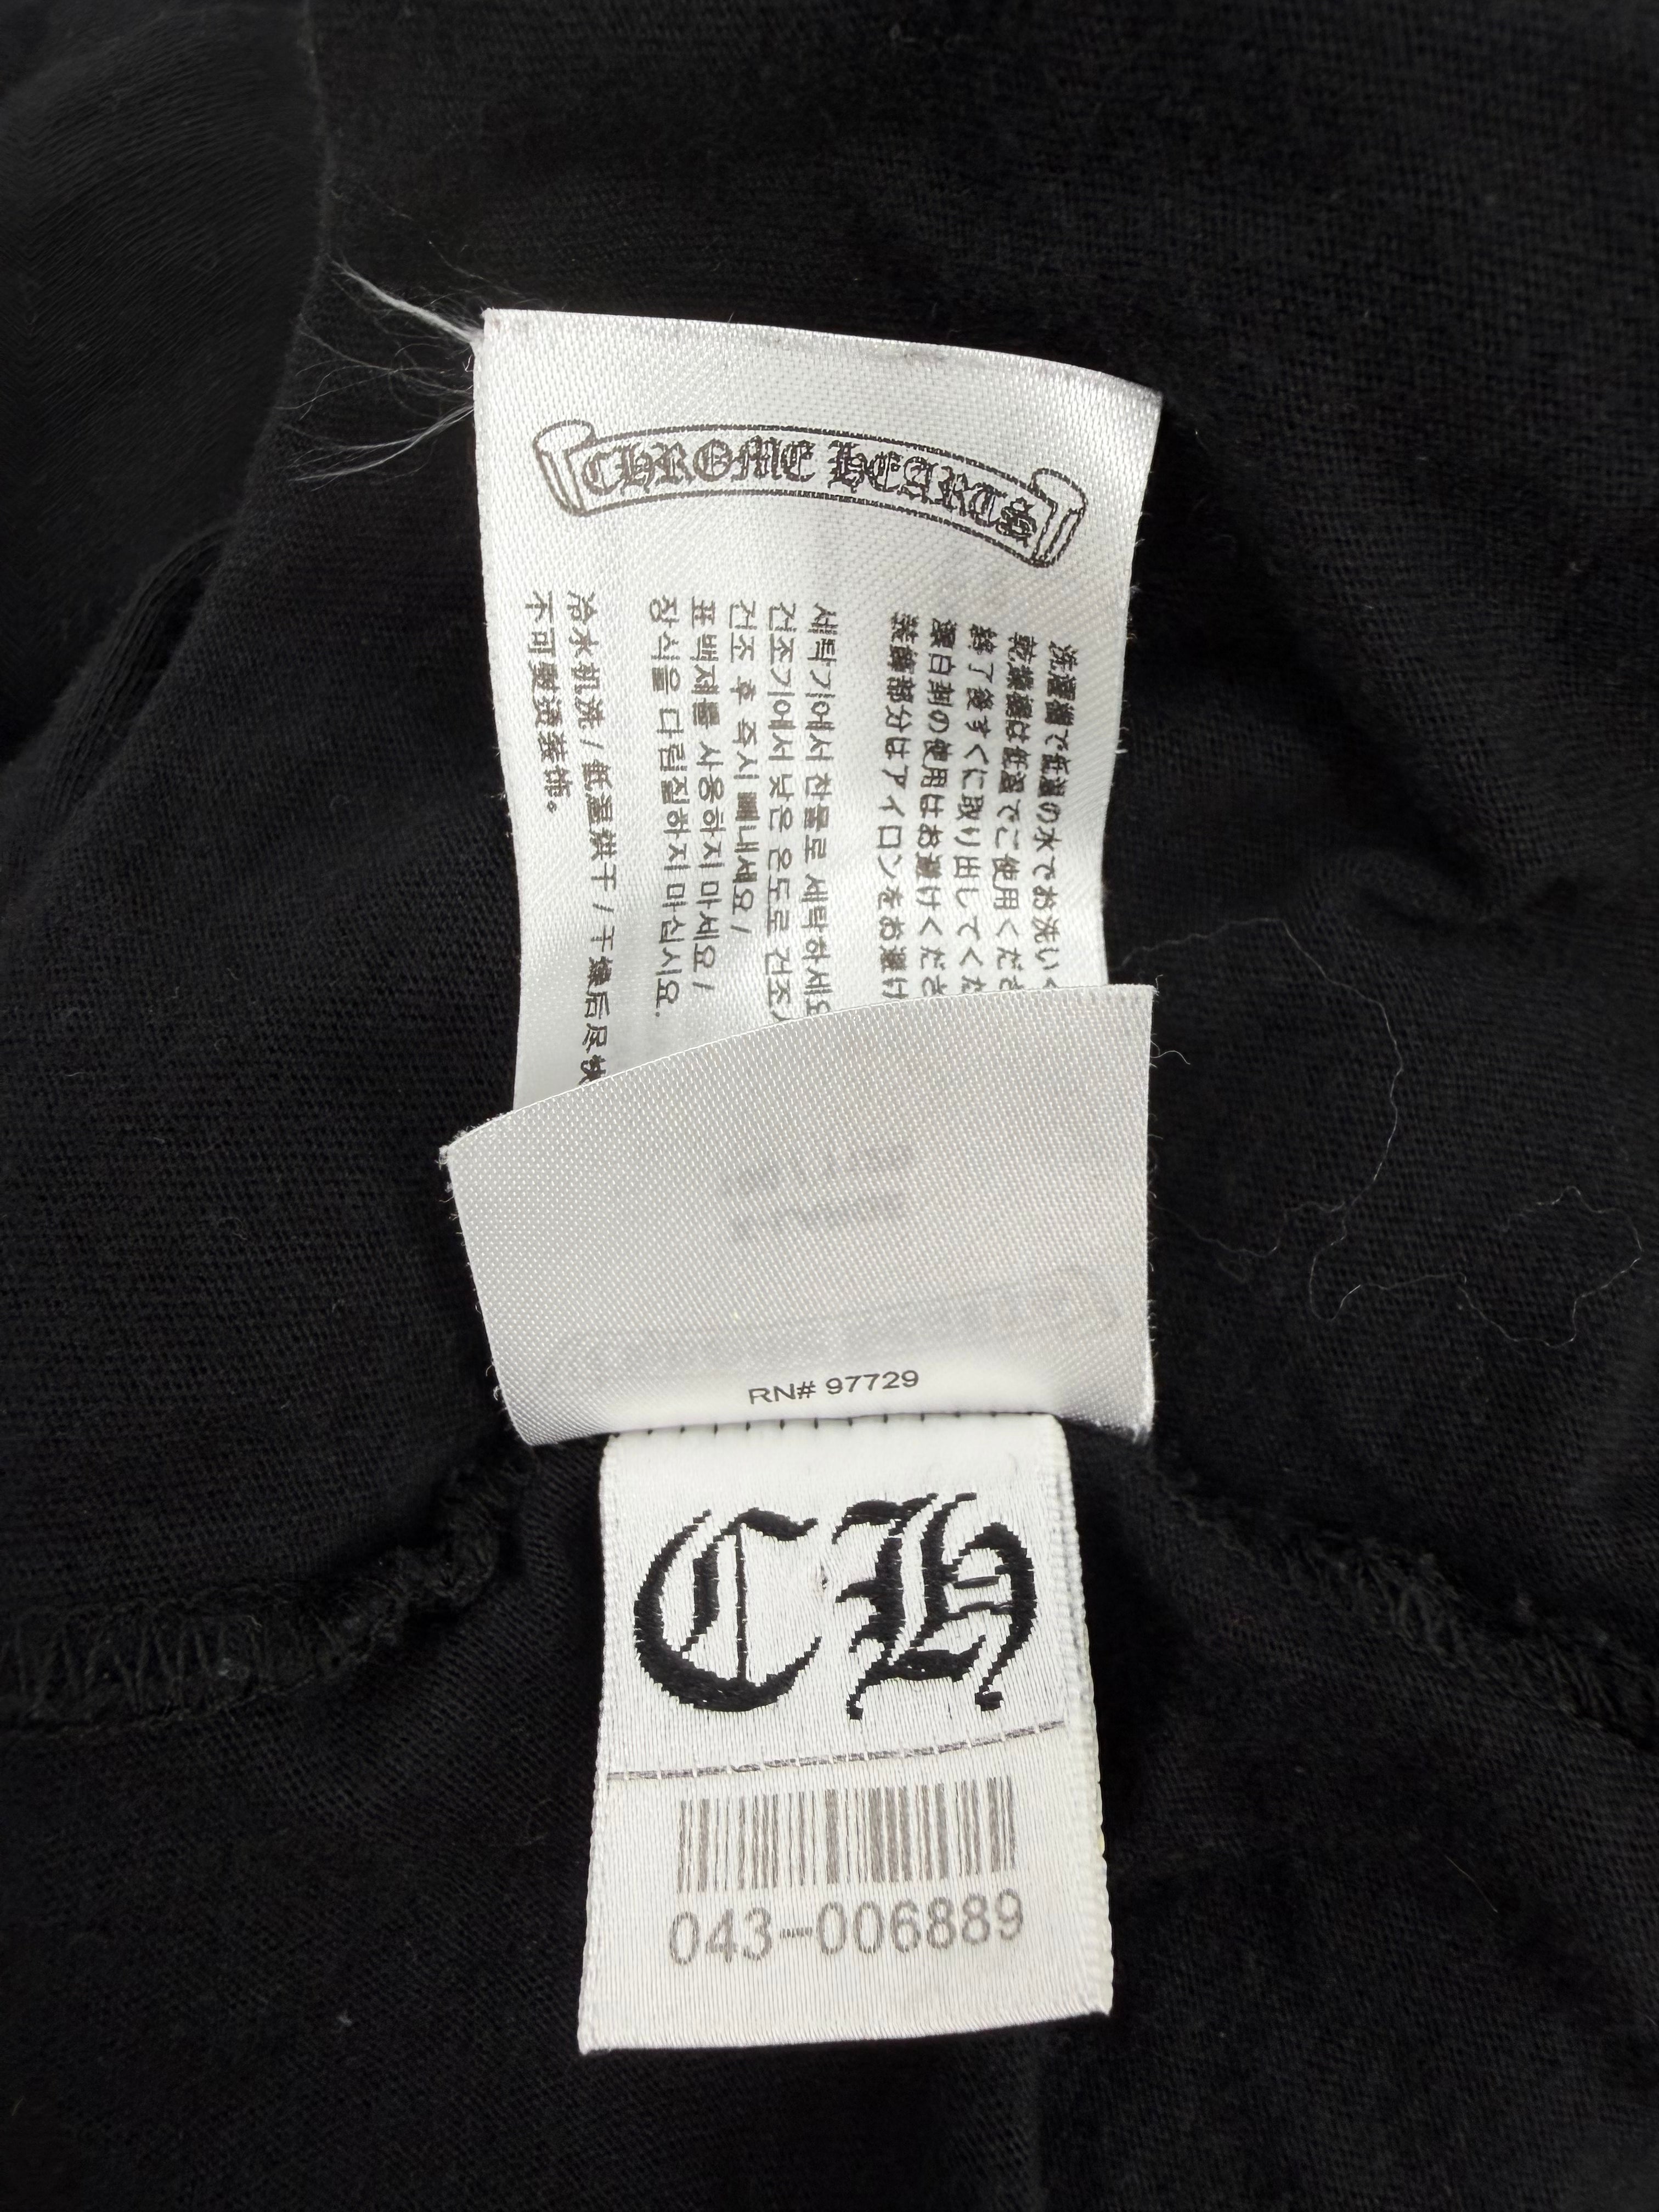 CHROME HEARTS
洗濯機で低温の水でお洗い
乾燥機は低温でご使用くださ
終了後すぐに取り出してくだ
漂白剤の使用はお避けくださ
装飾部分はアイロンをお避け
세탁기에서 찬물로 세탁하세요
건조기에서 낮은 온도로 건조
건조 후 즉시 빼내세요 /
표백제를 사용하지 마세요 /
장식을 다림질하지 마십시오.
冷水机洗 / 低温烘干 / 干燥后尽快
不可熨烫装饰。
RN# 97729
CH
043-006889